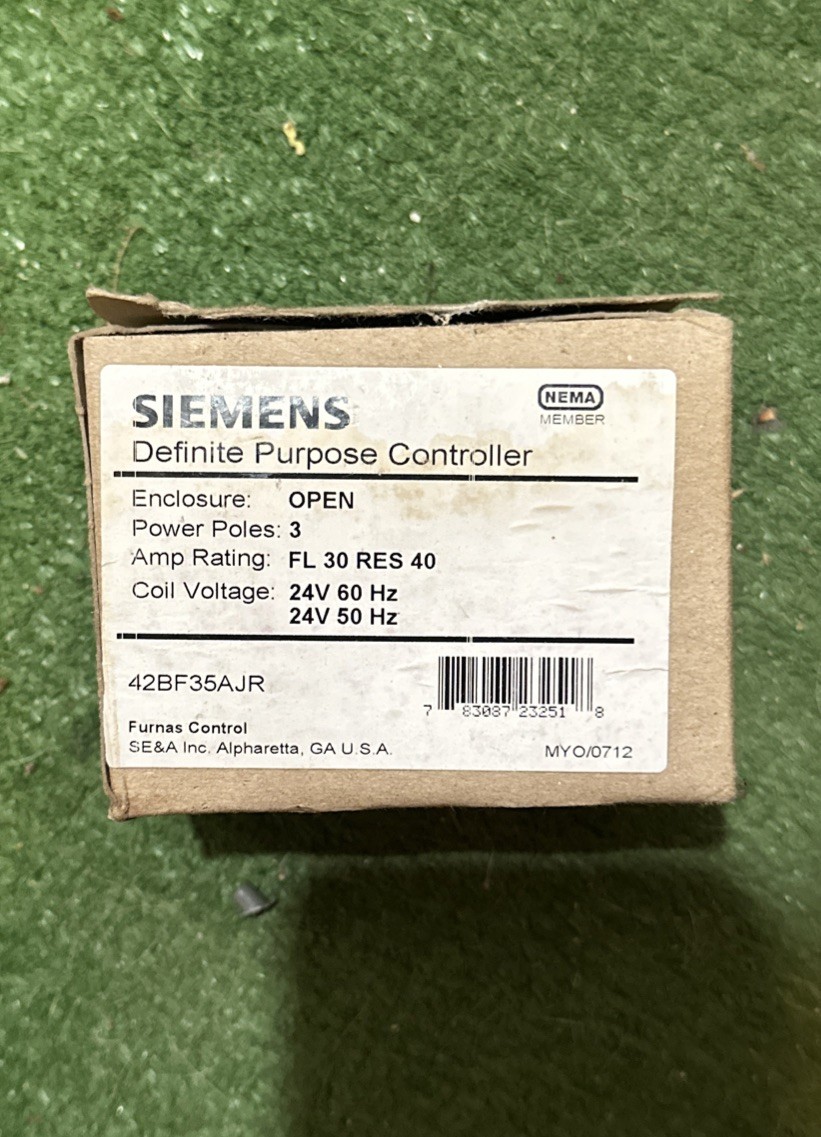 SIEMENS
NEMA
MEMBER
Definite Purpose Controller
Enclosure: OPEN
Power Poles: 3
Amp Rating: FL 30 RES 40
Coil Voltage: 24V 60 Hz
24V 50 Hz
42BF35AJR
7 83087 23251 8
Furnas Control
SE&A Inc. Alpharetta, GA U.S.A.
MYO/0712